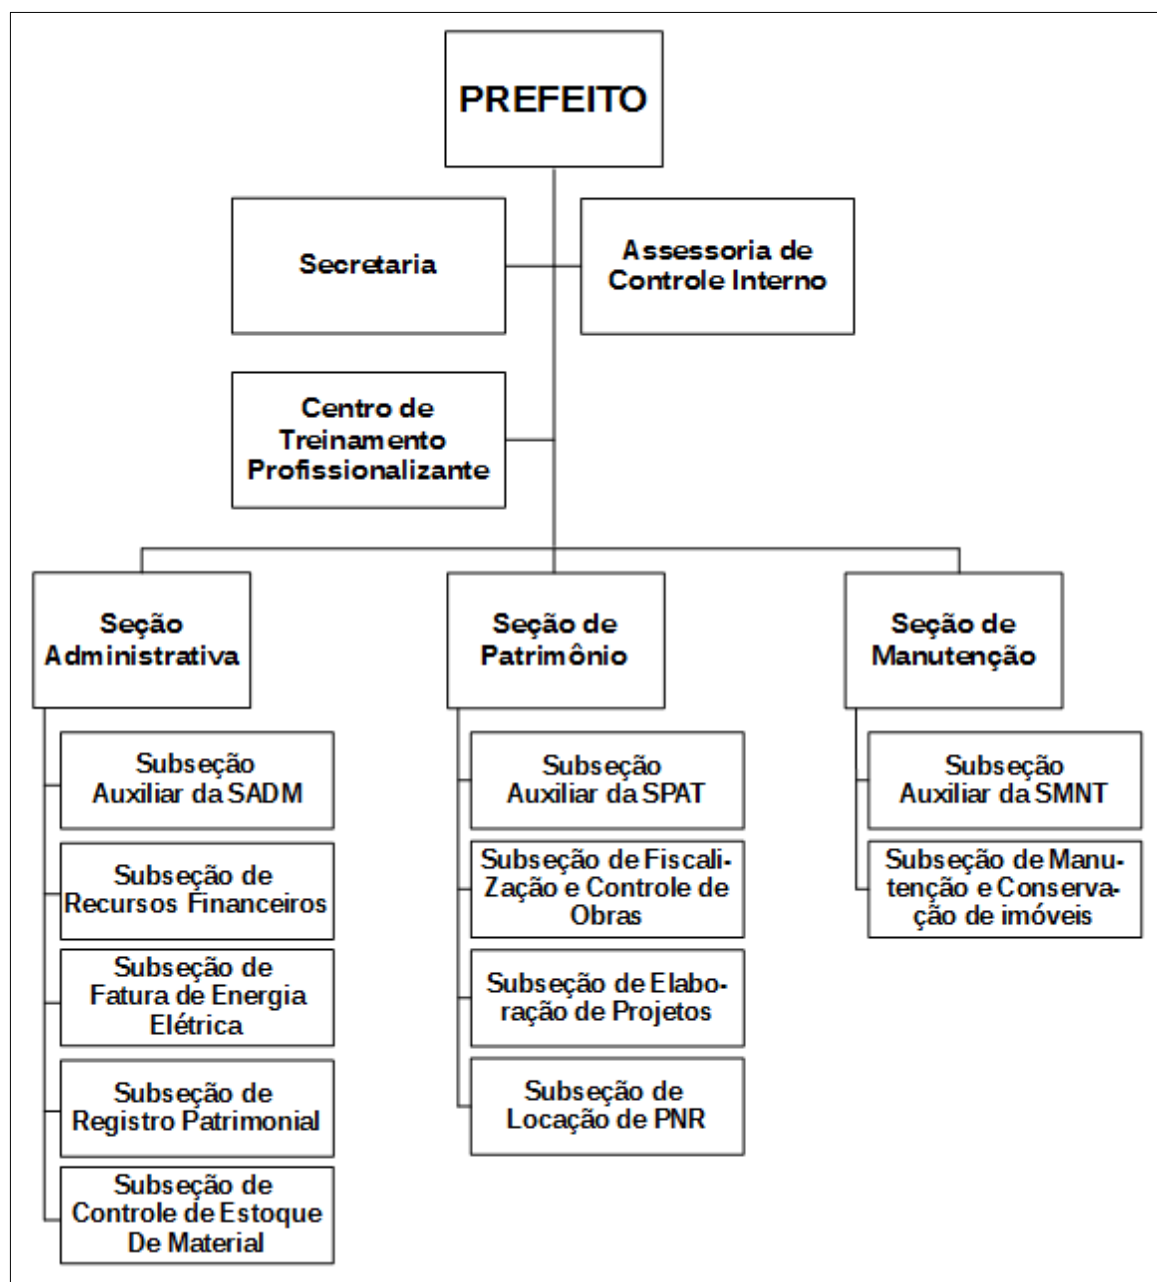 PREFEITO
Secretaria
Assessoria de
Controle Interno
Centro de
Treinamento
Profissionalizante
Seção
Administrativa
Seção de
Patrimônio
Seção de
Manutenção
Subseção
Auxiliar da SADM
Subseção de
Recursos Financeiros
Subseção de
Fatura de Energia
Elétrica
Subseção de
Registro Patrimonial
Subseção de
Controle de Estoque
De Material
Subseção
Auxiliar da SPAT
Subseção de Fiscali-
Zação e Controle de
Obras
Subseção de Elabo-
ração de Projetos
Subseção de
Locação de PNR
Subseção
Auxiliar da SMNT
Subseção de Manu-
tenção e Conserva-
ção de imóveis